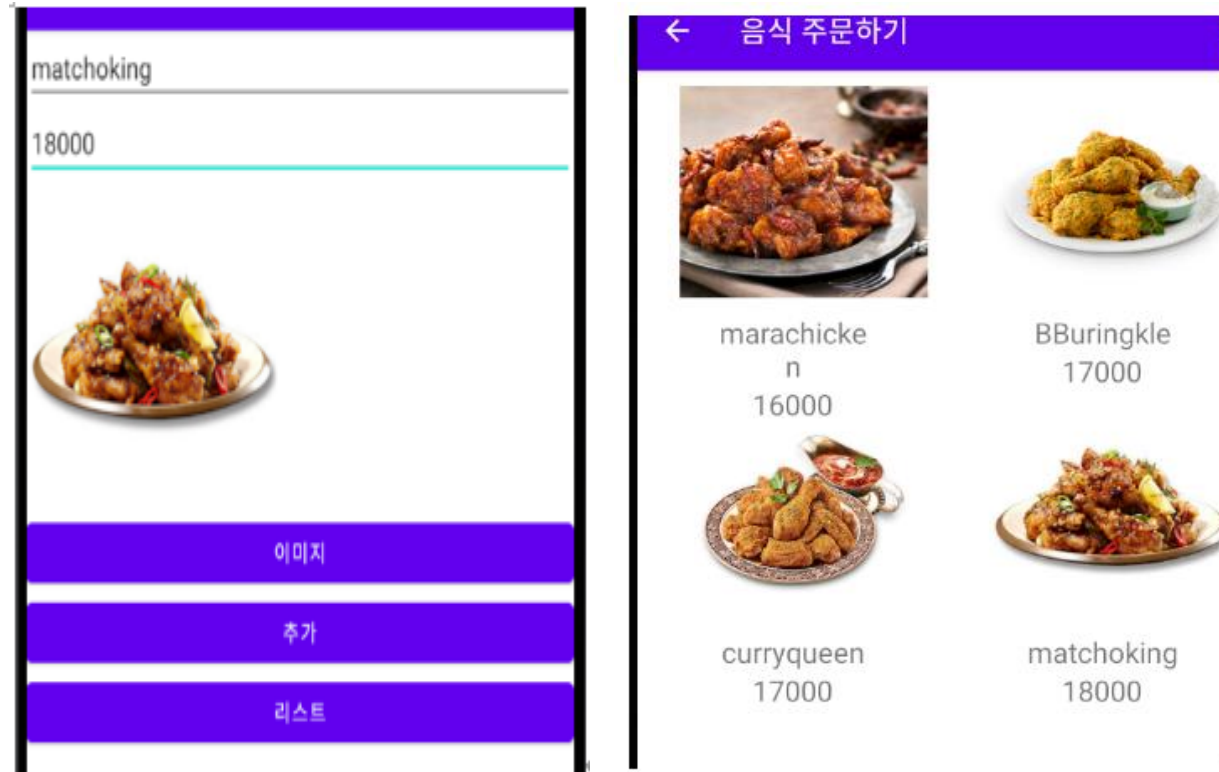 matchoking
18000
이미지
추가
리스트
음식 주문하기
marachicke
n
16000
BBuringkle
17000
curryqueen
17000
matchoking
18000